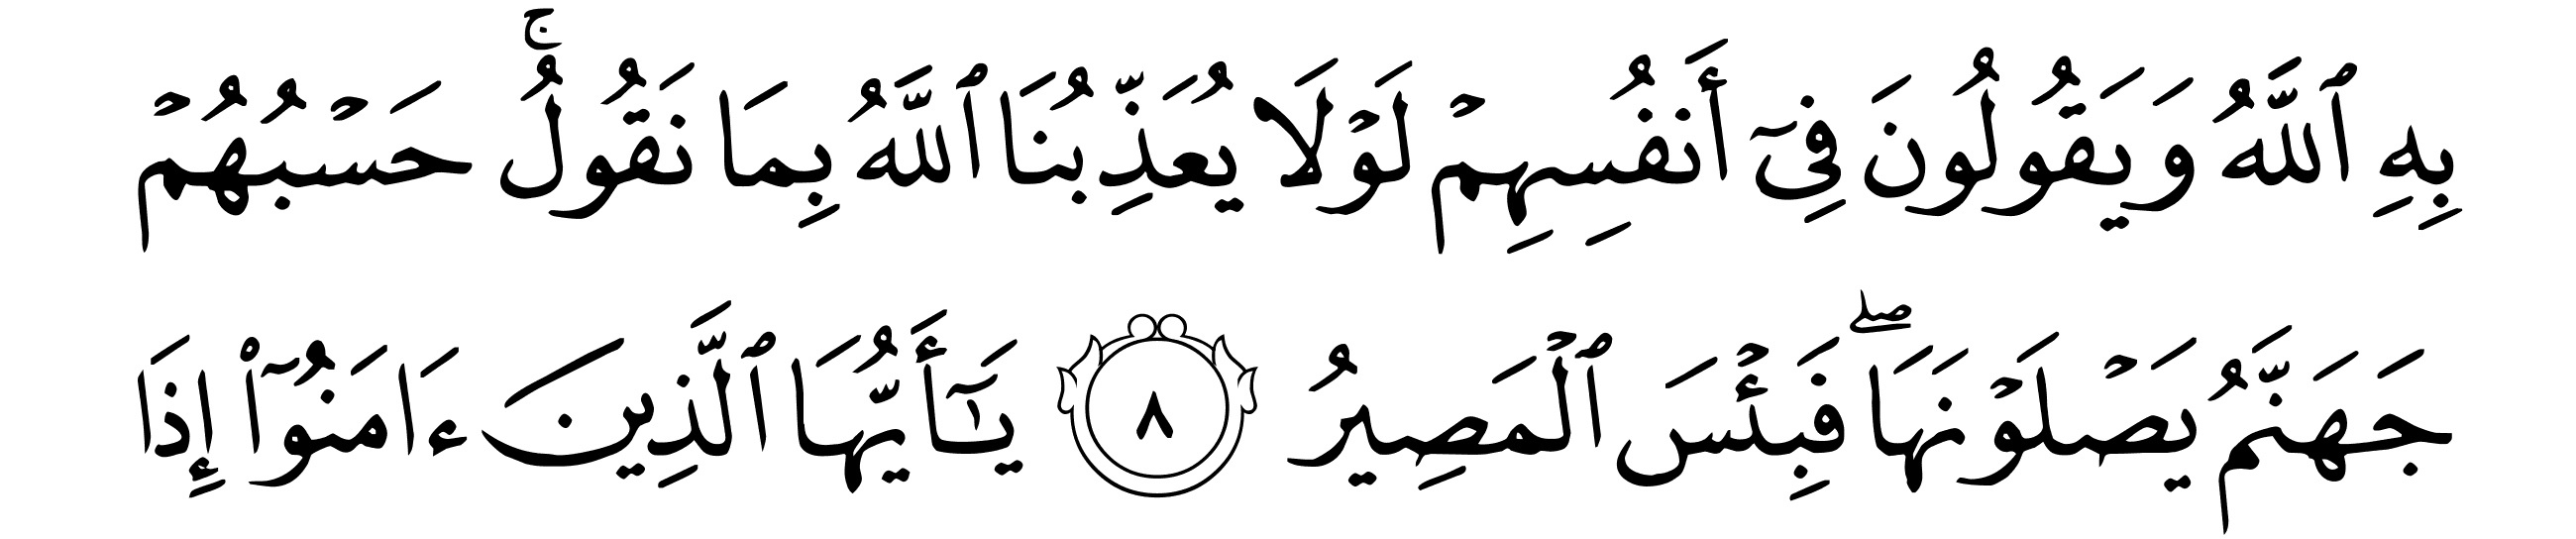 بِهِ ٱللَّهُ وَيَقُولُونَ فِىٓ أَنفُسِهِمۡ لَوۡلَا يُعَذِّبُنَا ٱللَّهُ بِمَا نَقُولُۚ حَسۡبُهُمۡ
جَهَنَّمُ يَصۡلَوۡنَهَاۖ فَبِئۡسَ ٱلۡمَصِيرُ ٨ يَـٰٓأَيُّهَا ٱلَّذِينَ ءَامَنُوٓاْ إِذَا